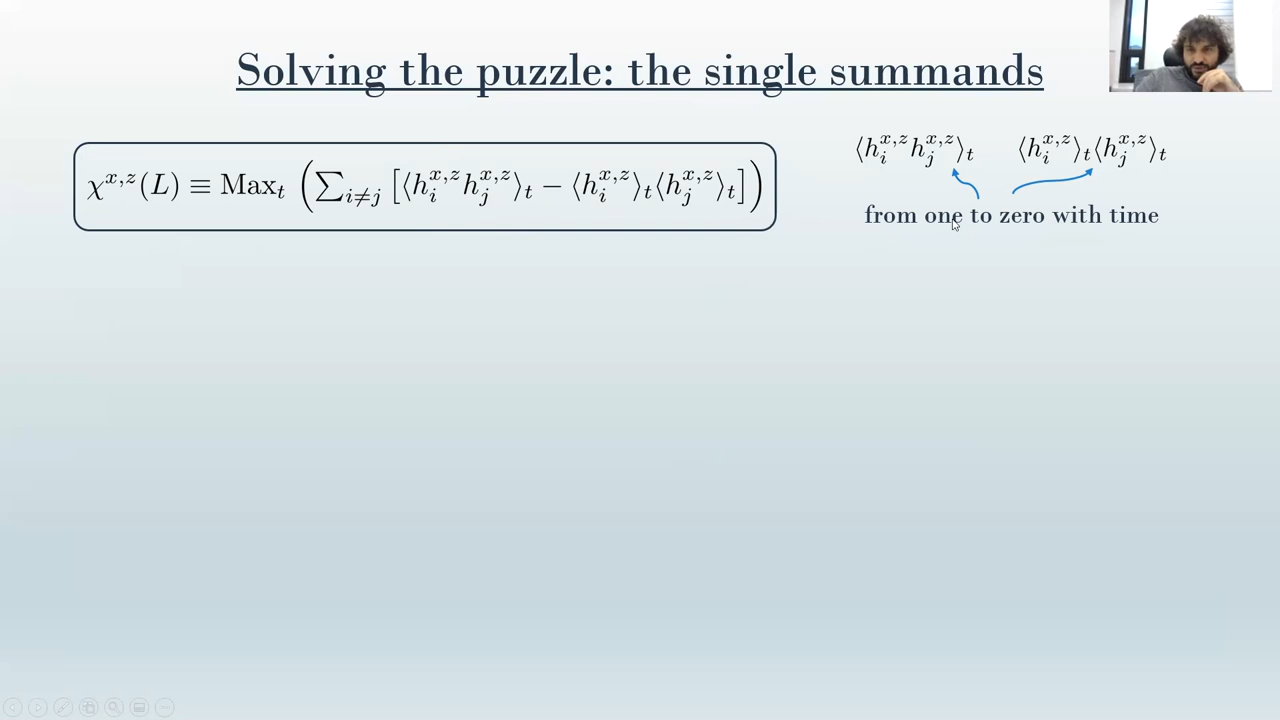 Solving the puzzle: the single summands
χ^{x,z}(L) ≡ Max_t (∑_{i≠j} [⟨h_i^{x,z} h_j^{x,z}⟩_t − ⟨h_i^{x,z}⟩_t⟨h_j^{x,z}⟩_t])
⟨h_i^{x,z} h_j^{x,z}⟩_t ⟨h_i^{x,z}⟩_t⟨h_j^{x,z}⟩_t
from one to zero with time